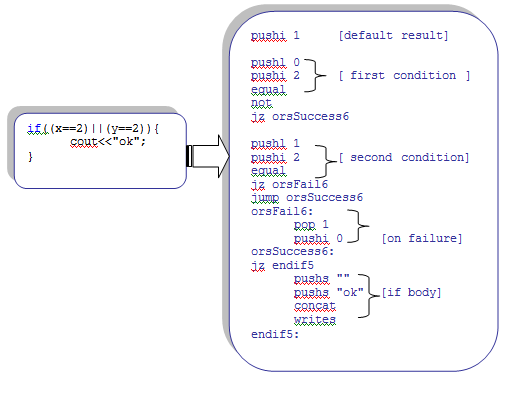 if((x==2)||(y==2)){
cout<<"ok";
}
pushi 1 [default result]
pushl 0
pushi 2 [ first condition ]
equal
not
jz orsSuccess6
pushl 1
pushi 2 [ second condition]
equal
jz orsFail6
jump orsSuccess6
orsFail6:
pop 1
pushi 0 [on failure]
orsSuccess6:
jz endif5
pushs ""
pushs "ok" [if body]
concat
writes
endif5: